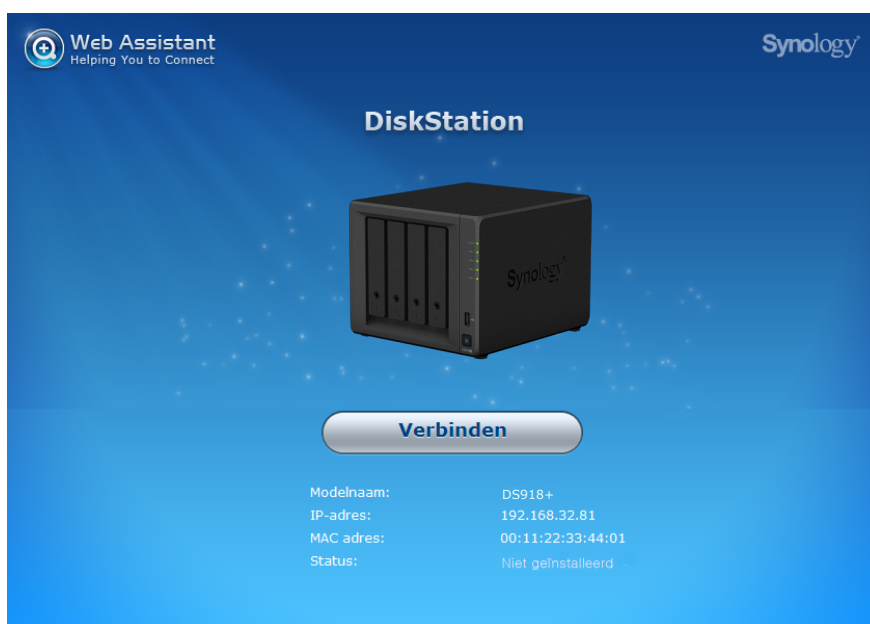 Web Assistant
Helping You to Connect
Synology
DiskStation
Synology
Verbinden
Modelnaam: DS918+
IP-adres: 192.168.32.81
MAC adres: 00:11:22:33:44:01
Status: Niet geïnstalleerd